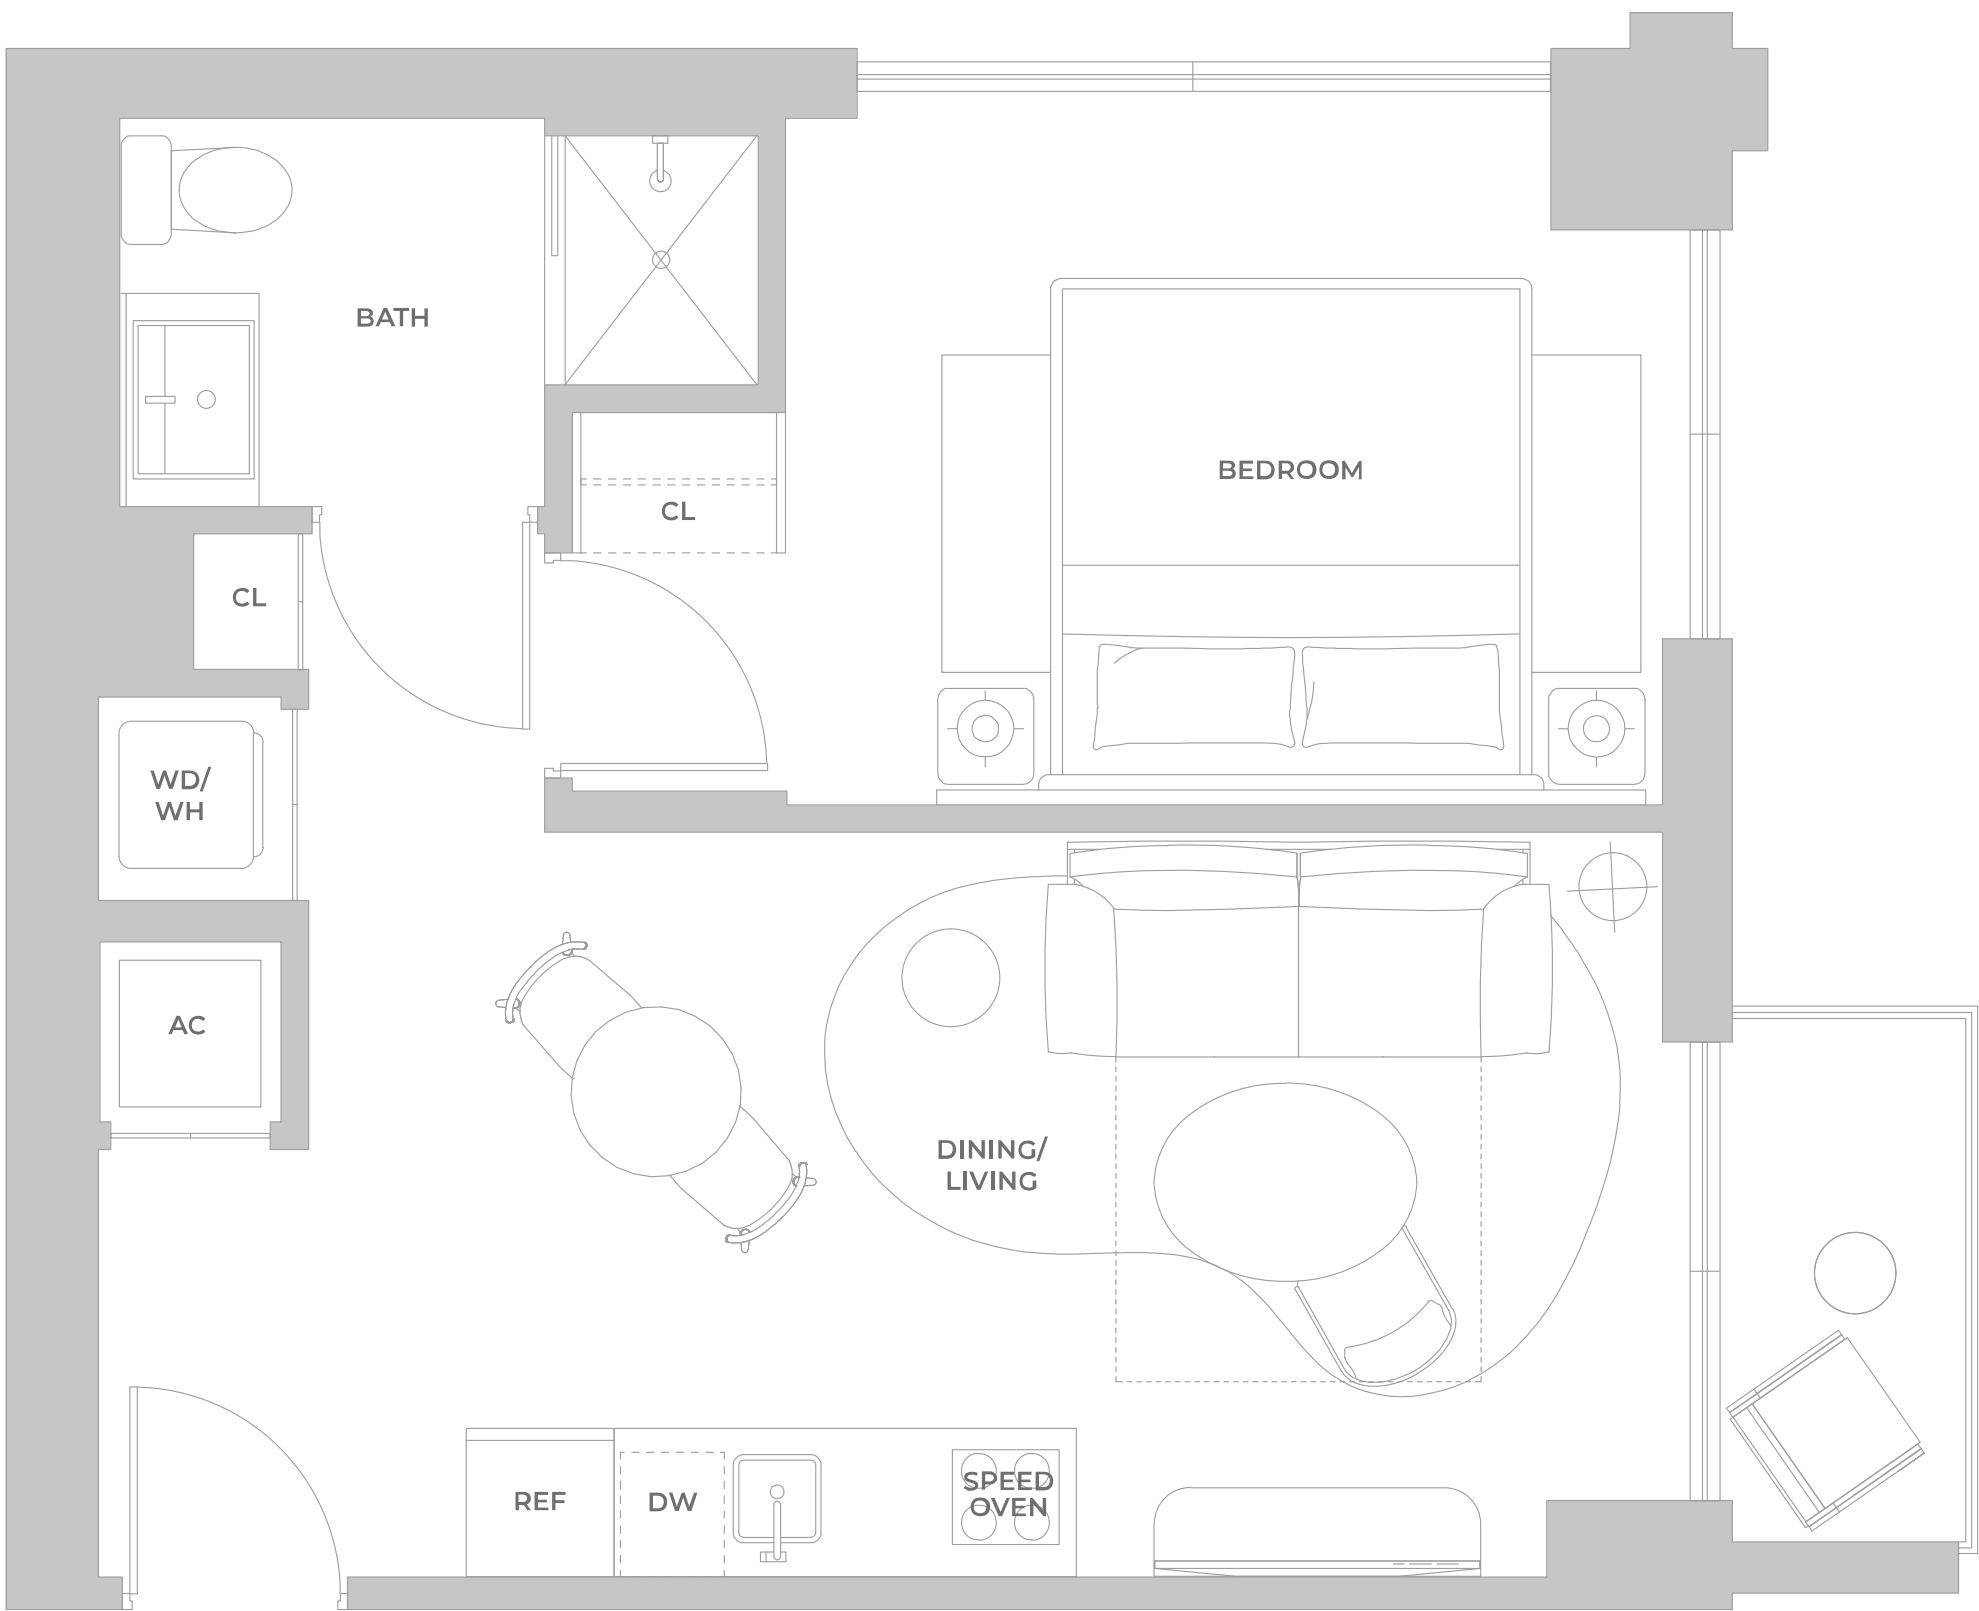 BATH
BEDROOM
CL
CL
WD/
WH
AC
DINING/
LIVING
REF
DW
SPEED
OVEN